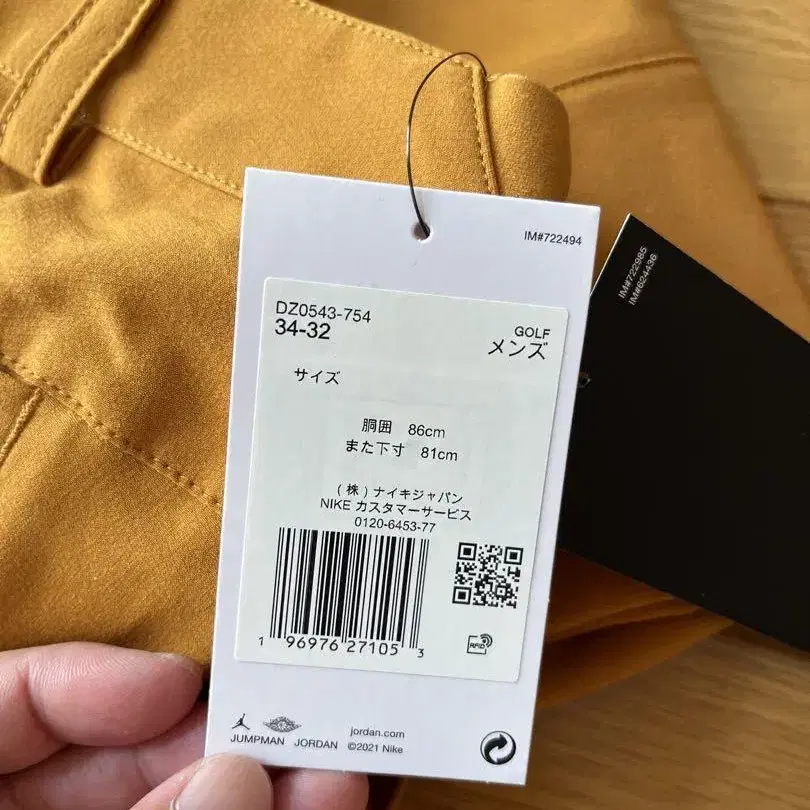 IM#722494
IM#722985
IM#624436
DZ0543-754
34-32
GOLF
メンズ
サイズ
胴囲 86cm
また下寸 81cm
(株)ナイキジャパン
NIKE カスタマーサービス
0120-6453-77
1 96976 27105 3
RFID
jordan.com
JUMPMAN JORDAN ©2021 Nike